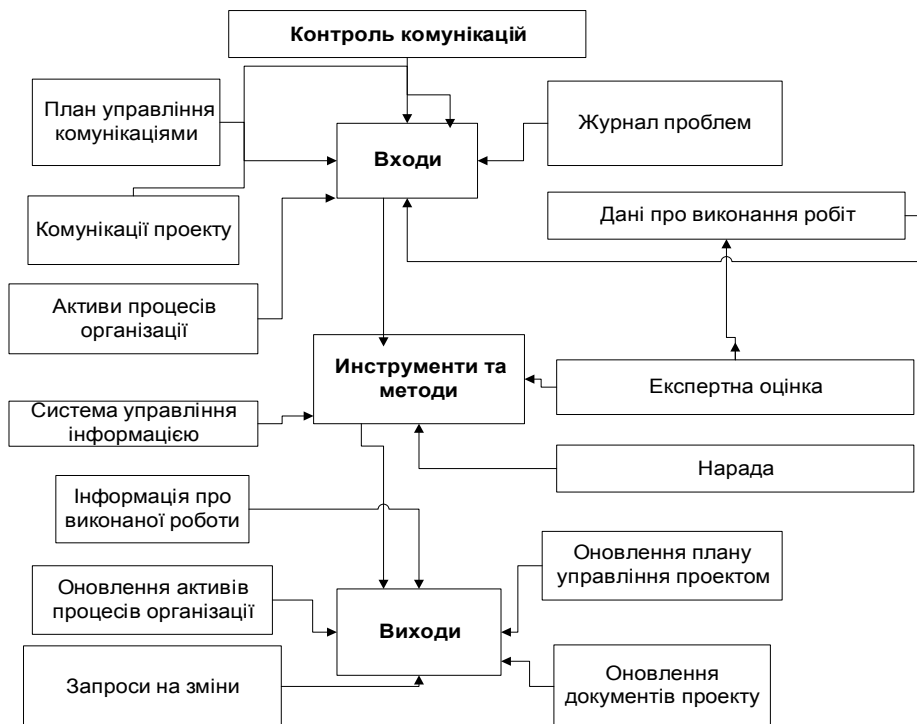 Контроль комунікацій
План управління
комунікаціями
Журнал проблем
Входи
Комунікації проекту
Дані про виконання робіт
Активи процесів
організації
Инструменти та
методи
Експертна оцінка
Система управління
інформацією
Нарада
Інформація про
виконаної роботи
Оновлення плану
управління проектом
Оновлення активів
процесів організації
Виходи
Запроси на зміни
Оновлення
документів проекту